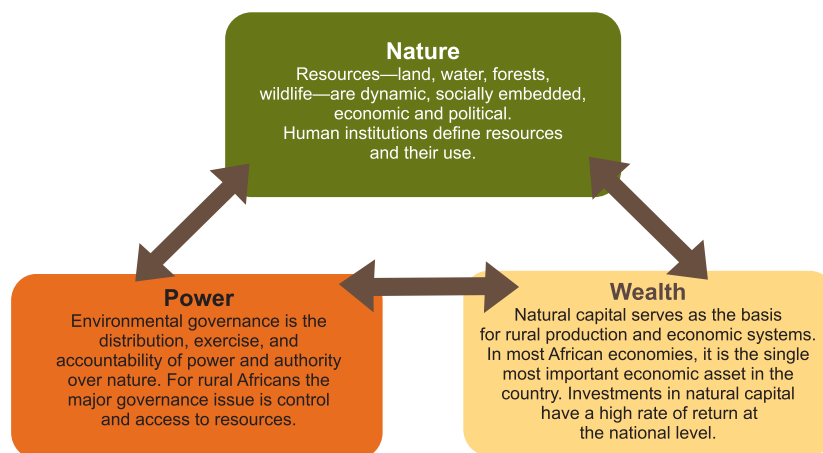 Nature
Resources—land, water, forests,
wildlife—are dynamic, socially embedded,
economic and political.
Human institutions define resources
and their use.
Power
Environmental governance is the
distribution, exercise, and
accountability of power and authority
over nature. For rural Africans the
major governance issue is control
and access to resources.
Wealth
Natural capital serves as the basis
for rural production and economic systems.
In most African economies, it is the single
most important economic asset in the
country. Investments in natural capital
have a high rate of return at
the national level.